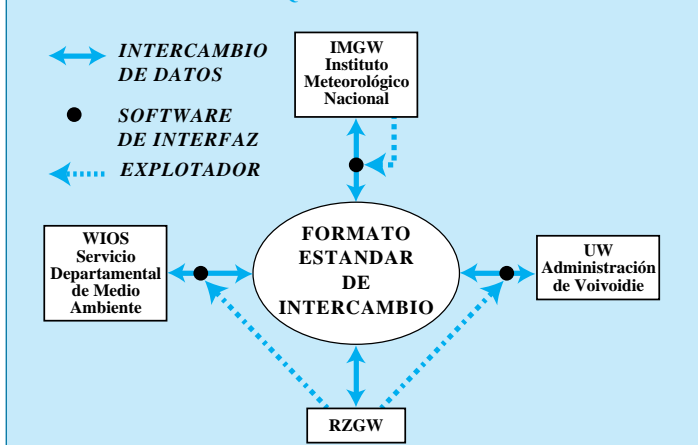 INTERCAMBIO
DE DATOS
SOFTWARE
DE INTERFAZ
EXPLOTADOR
IMGW
Instituto
Meteorológico
Nacional
WIOS
Servicio
Departamental
de Medio
Ambiente
FORMATO
ESTANDAR
DE
INTERCAMBIO
UW
Administración
de Voivoidie
RZGW